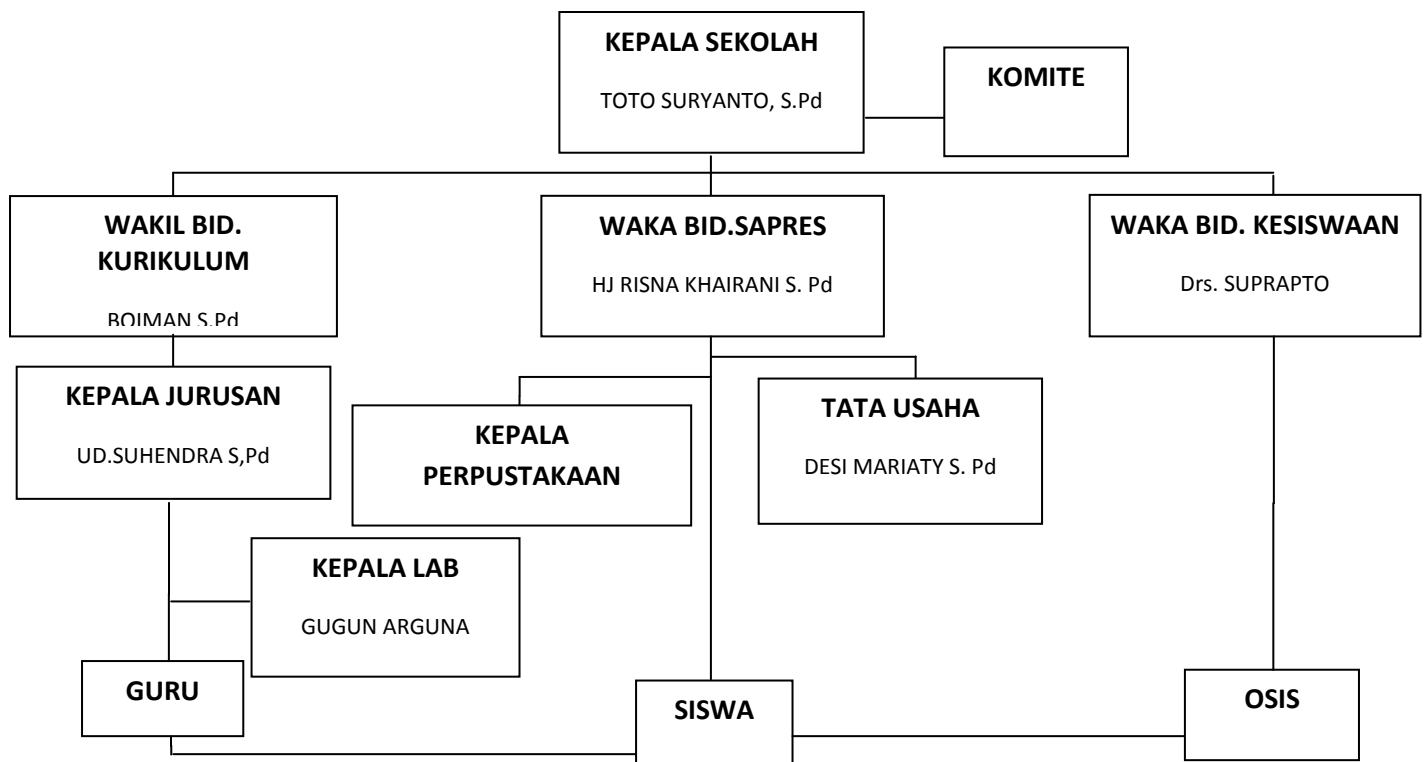 KEPALA SEKOLAH
TOTO SURYANTO, S.Pd
KOMITE
WAKIL BID.
KURIKULUM
BOIMAN S.Pd
WAKA BID.SAPRES
HJ RISNA KHAIRANI S. Pd
WAKA BID. KESISWAAN
Drs. SUPRAPTO
KEPALA JURUSAN
UD.SUHENDRA S,Pd
KEPALA
PERPUSTAKAAN
TATA USAHA
DESI MARIATY S. Pd
KEPALA LAB
GUGUN ARGUNA
GURU
SISWA
OSIS